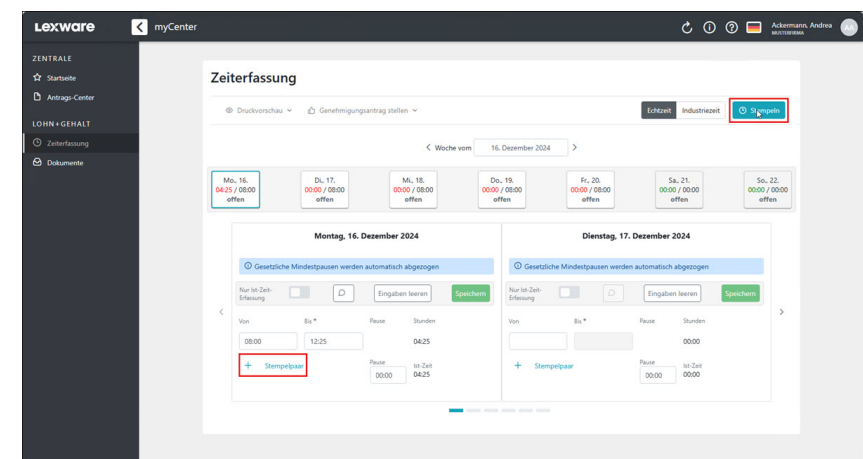 Lexware
myCenter
Ackermann, Andrea
MUSTERFIRMA
AA
ZENTRALE
Startseite
Antrags-Center
LOHN+GEHALT
Zeiterfassung
Dokumente
Zeiterfassung
Druckvorschau
Genehmigungsantrag stellen
Echtzeit
Industriezeit
Stempeln
Woche vom
16. Dezember 2024
Mo., 16. Di., 17. Mi., 18. Do., 19. Fr., 20. Sa., 21. So., 22.
04:25 / 08:00 00:00 / 08:00 00:00 / 08:00 00:00 / 08:00 00:00 / 08:00 00:00 / 00:00 00:00 / 00:00
offen offen offen offen offen offen offen
Montag, 16. Dezember 2024
Gesetzliche Mindestpausen werden automatisch abgezogen
Nur Ist-Zeit-
Erfassung
Eingaben leeren
Speichern
Von Bis * Pause Stunden
08:00 12:25 04:25
+ Stempelpaar
Pause Ist-Zeit
00:00 04:25
Dienstag, 17. Dezember 2024
Gesetzliche Mindestpausen werden automatisch abgezogen
Nur Ist-Zeit-
Erfassung
Eingaben leeren
Speichern
Von Bis * Pause Stunden
00:00
+ Stempelpaar
Pause Ist-Zeit
00:00 00:00